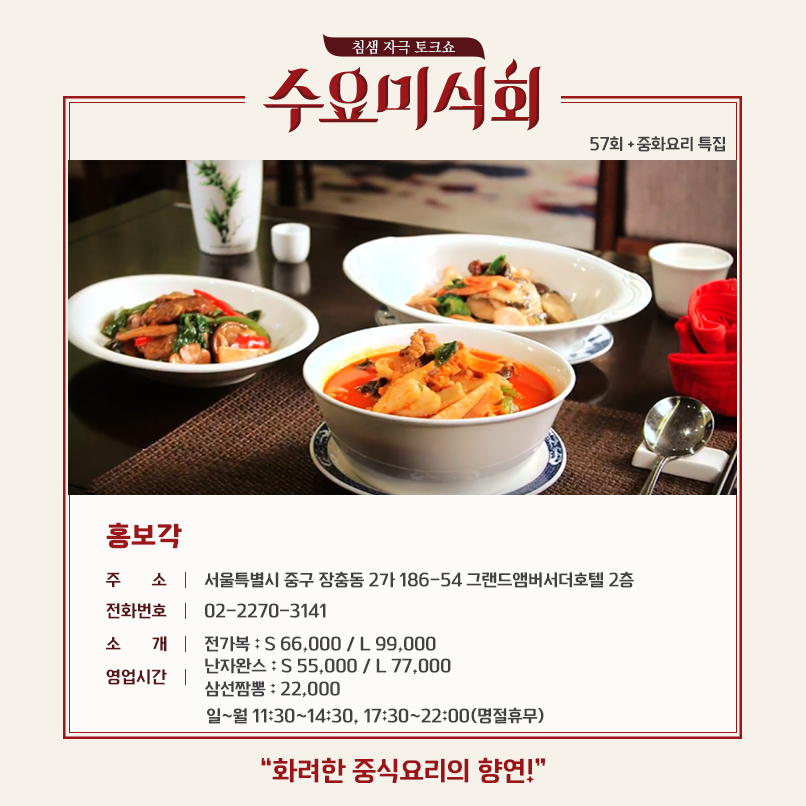 침샘 자극 토크쇼
수요미식회
57회 + 중화요리 특집
홍보각
주 소 | 서울특별시 중구 장충동 2가 186-54 그랜드앰버서더호텔 2층
전화번호 | 02-2270-3141
소 개 | 전가복 : S 66,000 / L 99,000
난자완스 : S 55,000 / L 77,000
영업시간 | 삼선짬뽕 : 22,000
일~월 11:30~14:30, 17:30~22:00(명절휴무)
“화려한 중식요리의 향연!”